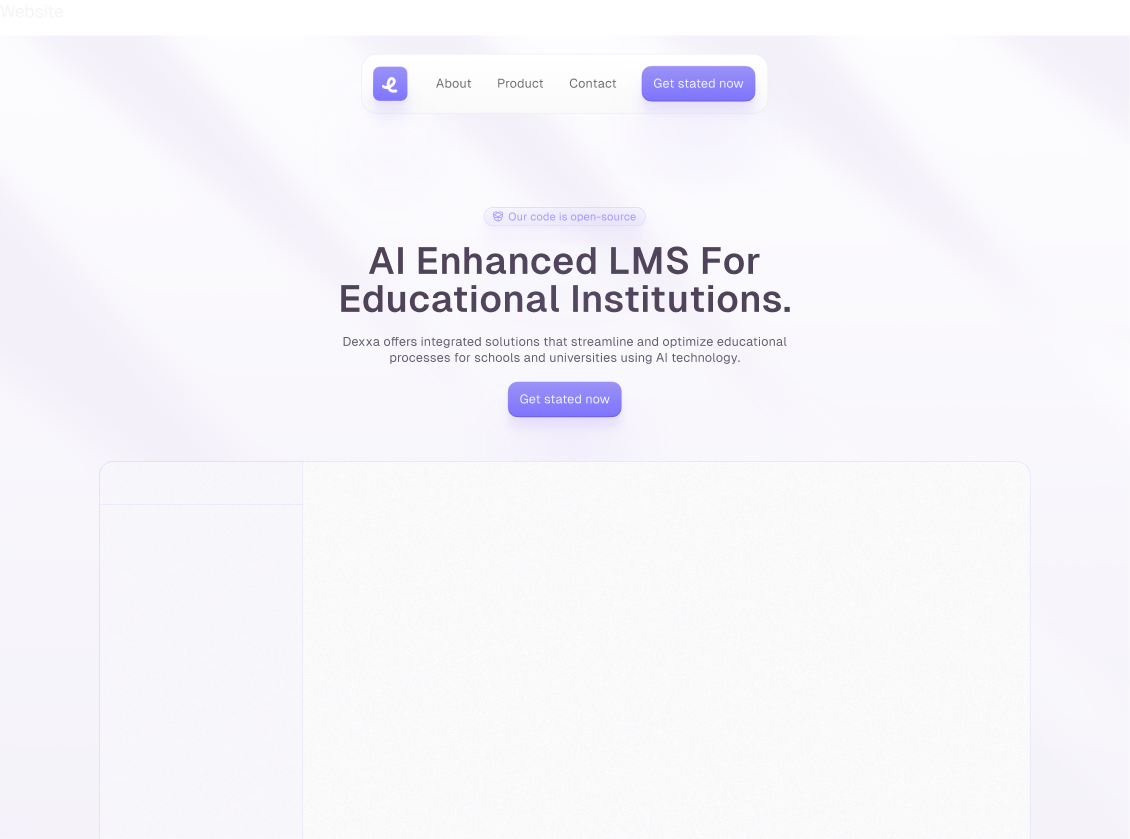 Website
About
Product
Contact
Get stated now
Our code is open-source
AI Enhanced LMS For
Educational Institutions.
Dexxa offers integrated solutions that streamline and optimize educational
processes for schools and universities using AI technology.
Get stated now